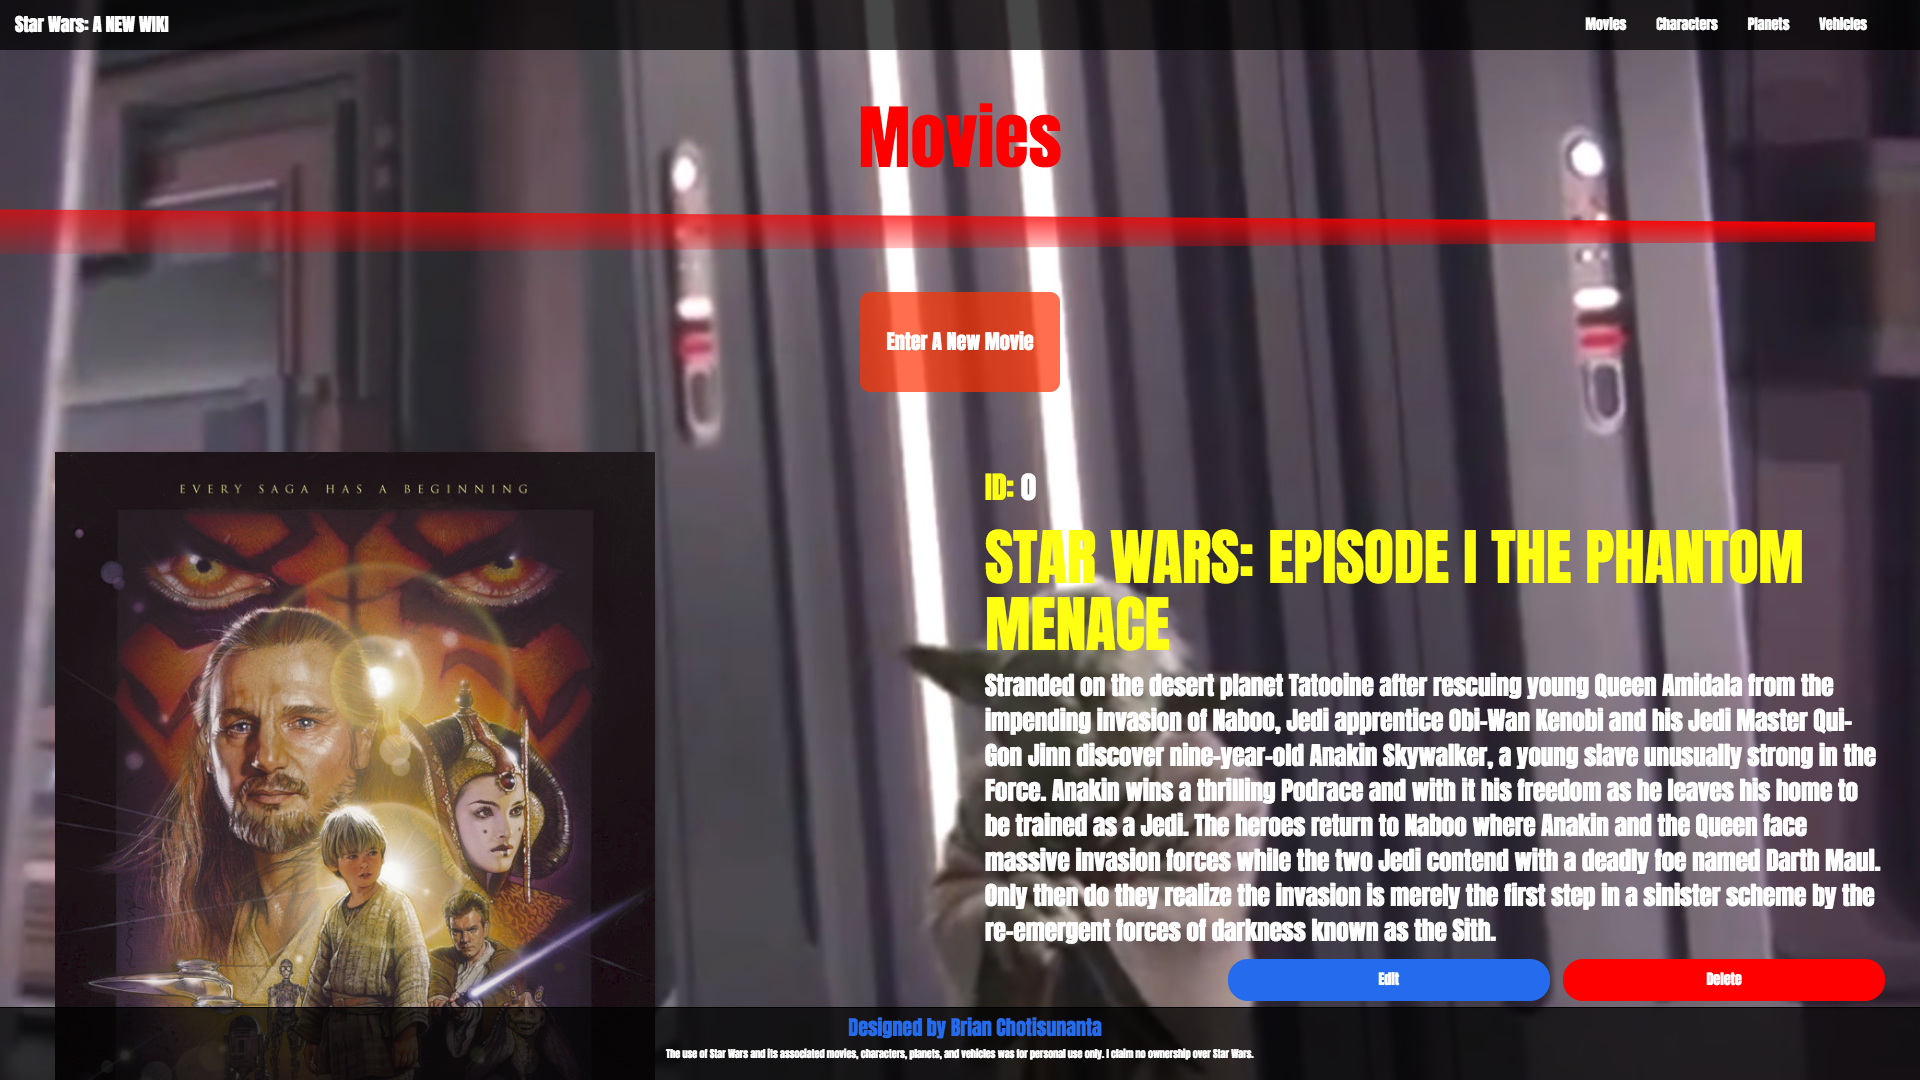 Star Wars: A NEW WIKI
Movies
Characters
Planets
Vehicles
Movies
Enter A New Movie
EVERY SAGA HAS A BEGINNING
ID: 0
STAR WARS: EPISODE I THE PHANTOM
MENACE
Stranded on the desert planet Tatooine after rescuing young Queen Amidala from the
impending invasion of Naboo, Jedi apprentice Obi-Wan Kenobi and his Jedi Master Qui-
Gon Jinn discover nine-year-old Anakin Skywalker, a young slave unusually strong in the
Force. Anakin wins a thrilling Podrace and with it his freedom as he leaves his home to
be trained as a Jedi. The heroes return to Naboo where Anakin and the Queen face
massive invasion forces while the two Jedi contend with a deadly foe named Darth Maul.
Only then do they realize the invasion is merely the first step in a sinister scheme by the
re-emergent forces of darkness known as the Sith.
Edit
Delete
Designed by Brian Chotisunanta
The use of Star Wars and its associated movies, characters, planets, and vehicles was for personal use only. I claim no ownership over Star Wars.